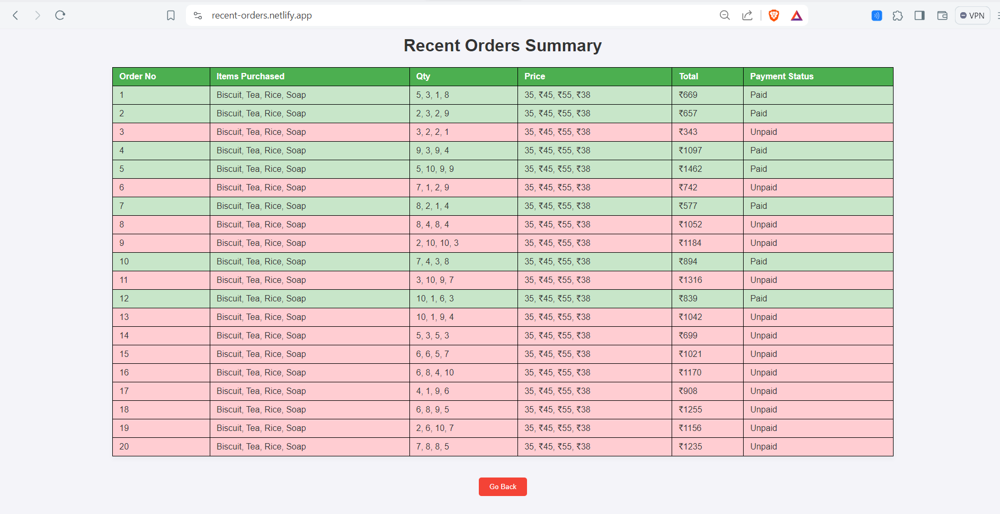 recent-orders.netlify.app
VPN
Recent Orders Summary
Order No Items Purchased Qty Price Total Payment Status
1 Biscuit, Tea, Rice, Soap 5, 3, 1, 8 35, ₹45, ₹55, ₹38 ₹669 Paid
2 Biscuit, Tea, Rice, Soap 2, 3, 2, 9 35, ₹45, ₹55, ₹38 ₹657 Paid
3 Biscuit, Tea, Rice, Soap 3, 2, 2, 1 35, ₹45, ₹55, ₹38 ₹343 Unpaid
4 Biscuit, Tea, Rice, Soap 9, 3, 9, 4 35, ₹45, ₹55, ₹38 ₹1097 Paid
5 Biscuit, Tea, Rice, Soap 5, 10, 9, 9 35, ₹45, ₹55, ₹38 ₹1462 Paid
6 Biscuit, Tea, Rice, Soap 7, 1, 2, 9 35, ₹45, ₹55, ₹38 ₹742 Unpaid
7 Biscuit, Tea, Rice, Soap 8, 2, 1, 4 35, ₹45, ₹55, ₹38 ₹577 Paid
8 Biscuit, Tea, Rice, Soap 8, 4, 8, 4 35, ₹45, ₹55, ₹38 ₹1052 Unpaid
9 Biscuit, Tea, Rice, Soap 2, 10, 10, 3 35, ₹45, ₹55, ₹38 ₹1184 Unpaid
10 Biscuit, Tea, Rice, Soap 7, 4, 3, 8 35, ₹45, ₹55, ₹38 ₹894 Paid
11 Biscuit, Tea, Rice, Soap 3, 10, 9, 7 35, ₹45, ₹55, ₹38 ₹1316 Unpaid
12 Biscuit, Tea, Rice, Soap 10, 1, 6, 3 35, ₹45, ₹55, ₹38 ₹839 Paid
13 Biscuit, Tea, Rice, Soap 10, 1, 9, 4 35, ₹45, ₹55, ₹38 ₹1042 Unpaid
14 Biscuit, Tea, Rice, Soap 5, 3, 5, 3 35, ₹45, ₹55, ₹38 ₹699 Unpaid
15 Biscuit, Tea, Rice, Soap 6, 6, 5, 7 35, ₹45, ₹55, ₹38 ₹1021 Unpaid
16 Biscuit, Tea, Rice, Soap 6, 8, 4, 10 35, ₹45, ₹55, ₹38 ₹1170 Unpaid
17 Biscuit, Tea, Rice, Soap 4, 1, 9, 6 35, ₹45, ₹55, ₹38 ₹908 Unpaid
18 Biscuit, Tea, Rice, Soap 6, 8, 9, 5 35, ₹45, ₹55, ₹38 ₹1255 Unpaid
19 Biscuit, Tea, Rice, Soap 2, 6, 10, 7 35, ₹45, ₹55, ₹38 ₹1156 Unpaid
20 Biscuit, Tea, Rice, Soap 7, 8, 8, 5 35, ₹45, ₹55, ₹38 ₹1235 Unpaid
Go Back